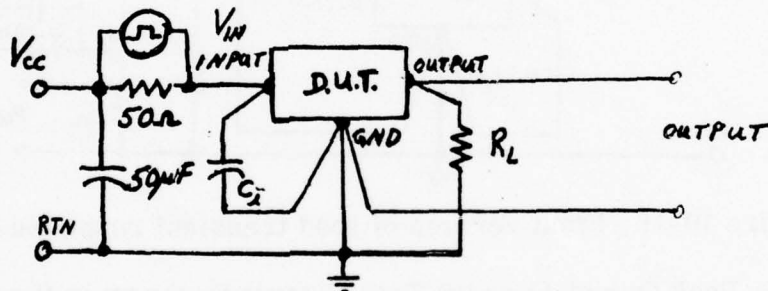 V_IN
V_CC
INPUT
D.U.T.
OUTPUT
50Ω
GND
R_L
OUTPUT
50µF
C_i
RTN